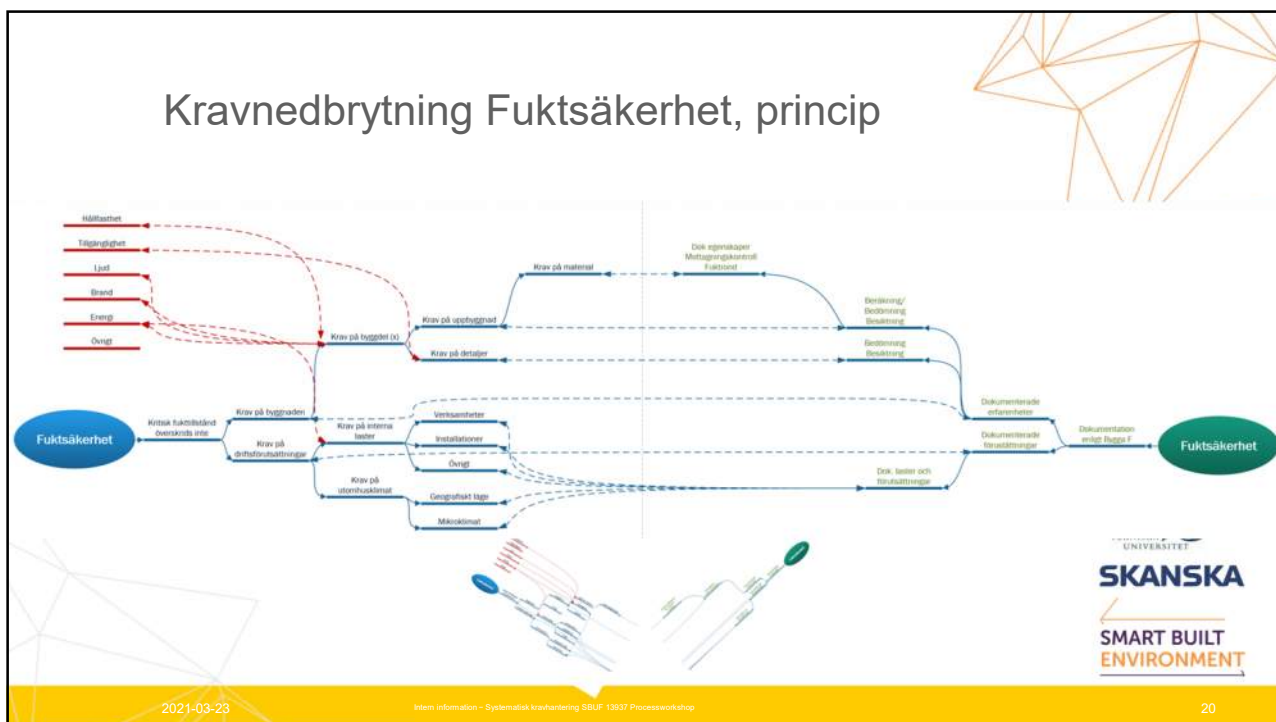 Kravnedbrytning Fuktsäkerhet, princip
Hållfasthet
Tillgänglighet
Ljud
Brand
Energi
Övrigt
Fuktsäkerhet
Kritisk fukttillstånd
överskrids inte
Krav på byggnaden
Krav på
driftsförutsättningar
Krav på byggdel (x)
Krav på interna
laster
Krav på
utomhusklimat
Krav på uppbyggnad
Krav på detaljer
Krav på material
Verksamheter
Installationer
Övrigt
Geografiskt läge
Mikroklimat
Dok egenskaper
Mottagningskontroll
Fuktrond
Beräkning/
Bedömning
Besiktning
Bedömning
Besiktning
Dok. laster och
förutsättningar
Dokumenterade
erfarenheter
Dokumenterade
förutsättningar
Dokumentation
enligt Bygga F
Fuktsäkerhet
UNIVERSITET
SKANSKA
SMART BUILT
ENVIRONMENT
2021-03-23
Intern information – Systematisk kravhantering SBUF 13937 Processworkshop
20